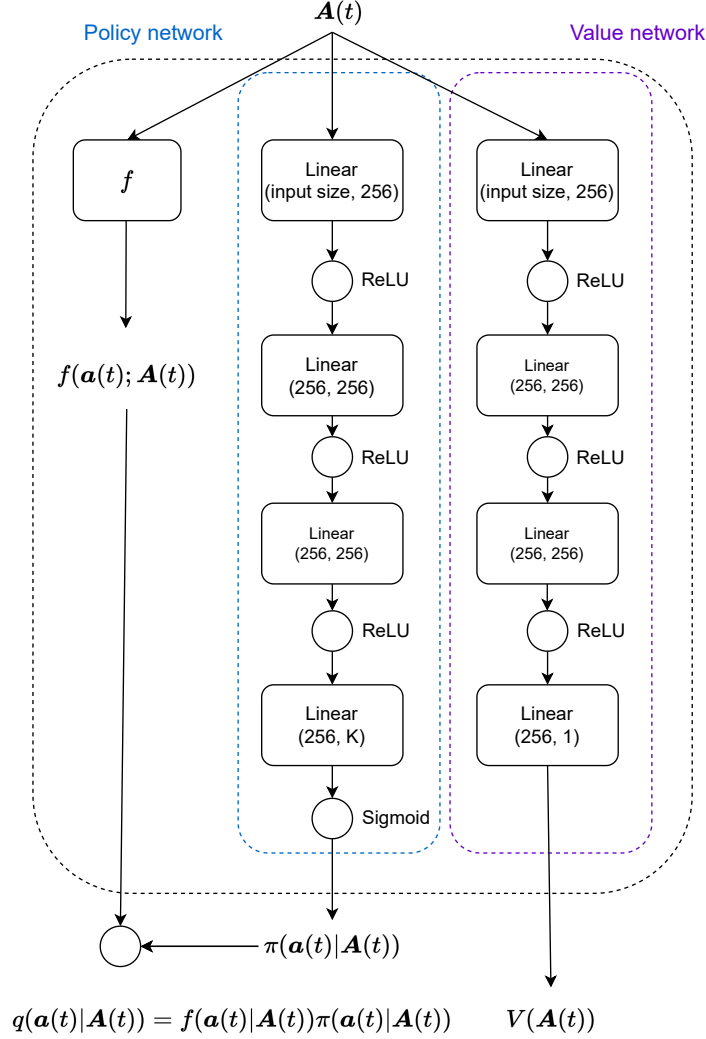 𝑨(t)
Policy network
Value network
f
Linear
(input size, 256)
Linear
(input size, 256)
ReLU
ReLU
f(𝒂(t); 𝑨(t))
Linear
(256, 256)
Linear
(256, 256)
ReLU
ReLU
Linear
(256, 256)
Linear
(256, 256)
ReLU
ReLU
Linear
(256, K)
Linear
(256, 1)
Sigmoid
π(𝒂(t)|𝑨(t))
q(𝒂(t)|𝑨(t)) = f(𝒂(t)|𝑨(t))π(𝒂(t)|𝑨(t))
V(𝑨(t))